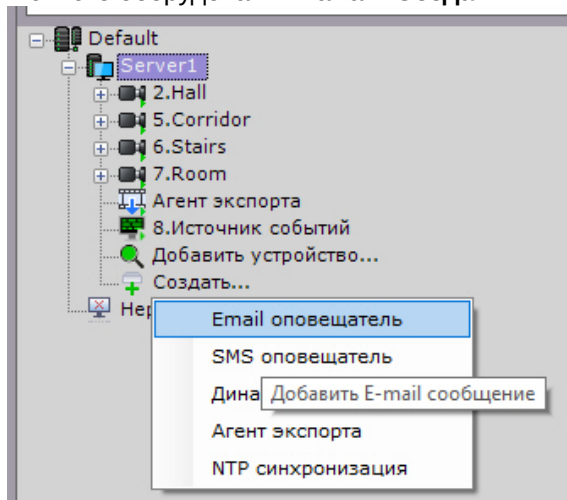 Default
Server1
2.Hall
5.Corridor
6.Stairs
7.Room
Агент экспорта
8.Источник событий
Добавить устройство...
Создать...
Email оповещатель
SMS оповещатель
Добавить E-mail сообщение
Агент экспорта
NTP синхронизация